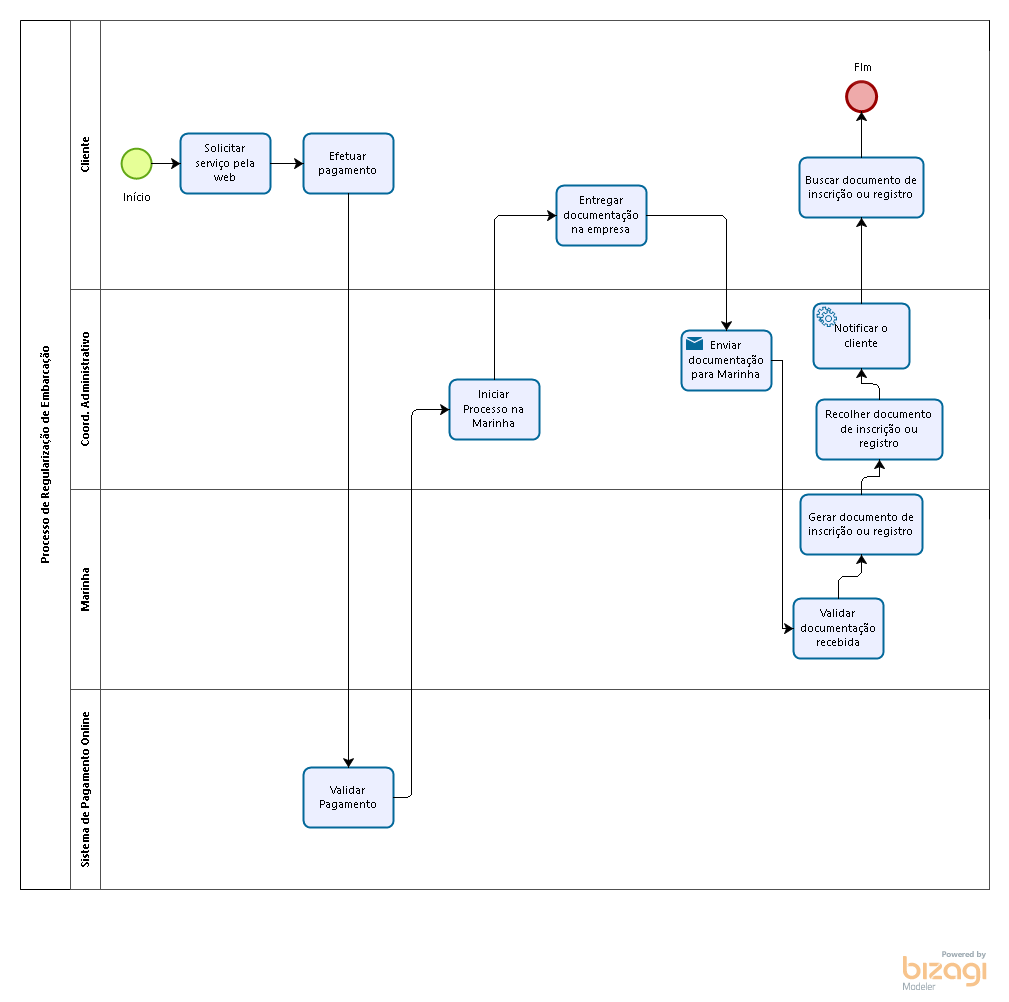 Processo de Regularização de Embarcação
Cliente
Início
Solicitar
serviço pela
web
Efetuar
pagamento
Entregar
documentação
na empresa
FIm
Buscar documento de
inscrição ou registro
Coord. Administrativo
Iniciar
Processo na
Marinha
Enviar
documentação
para Marinha
Notificar o
cliente
Recolher documento
de inscrição ou
registro
Marinha
Gerar documento de
inscrição ou registro
Validar
documentação
recebida
Sistema de Pagamento Online
Validar
Pagamento
Powered by
bizagi
Modeler